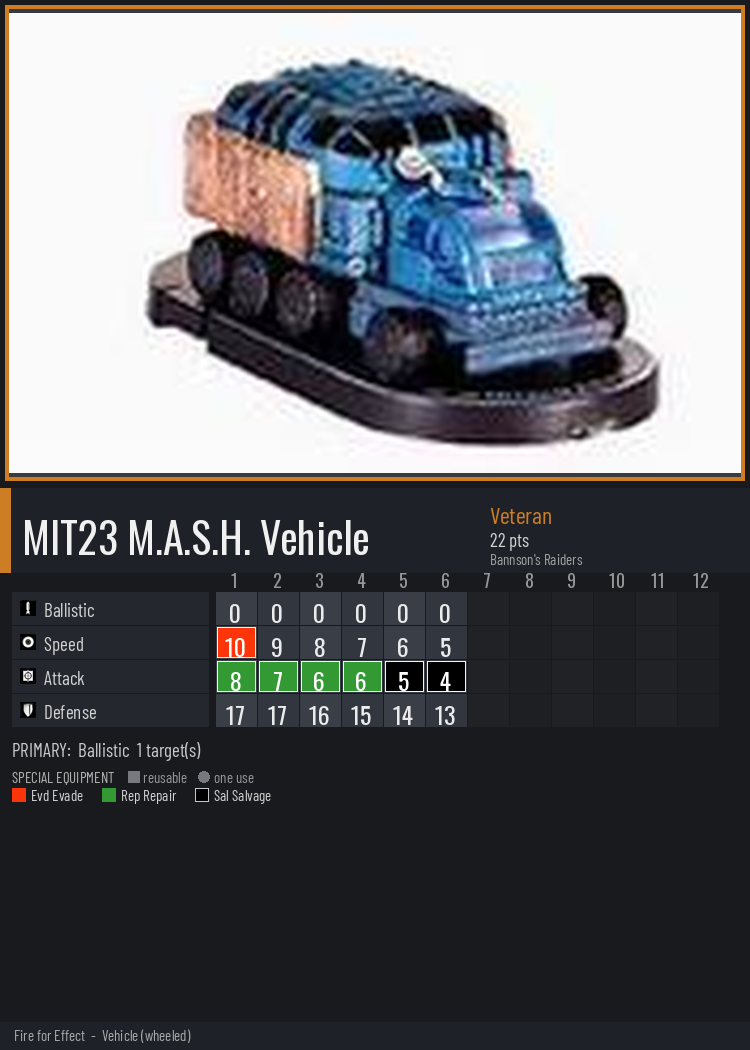 MIT23 M.A.S.H. Vehicle
Veteran
22 pts
Bannson's Raiders
1 2 3 4 5 6 7 8 9 10 11 12
Ballistic 0 0 0 0 0 0
Speed 10 9 8 7 6 5
Attack 8 7 6 6 5 4
Defense 17 17 16 15 14 13
PRIMARY: Ballistic 1 target(s)
SPECIAL EQUIPMENT reusable one use
Evd Evade Rep Repair Sal Salvage
Fire for Effect - Vehicle (wheeled)